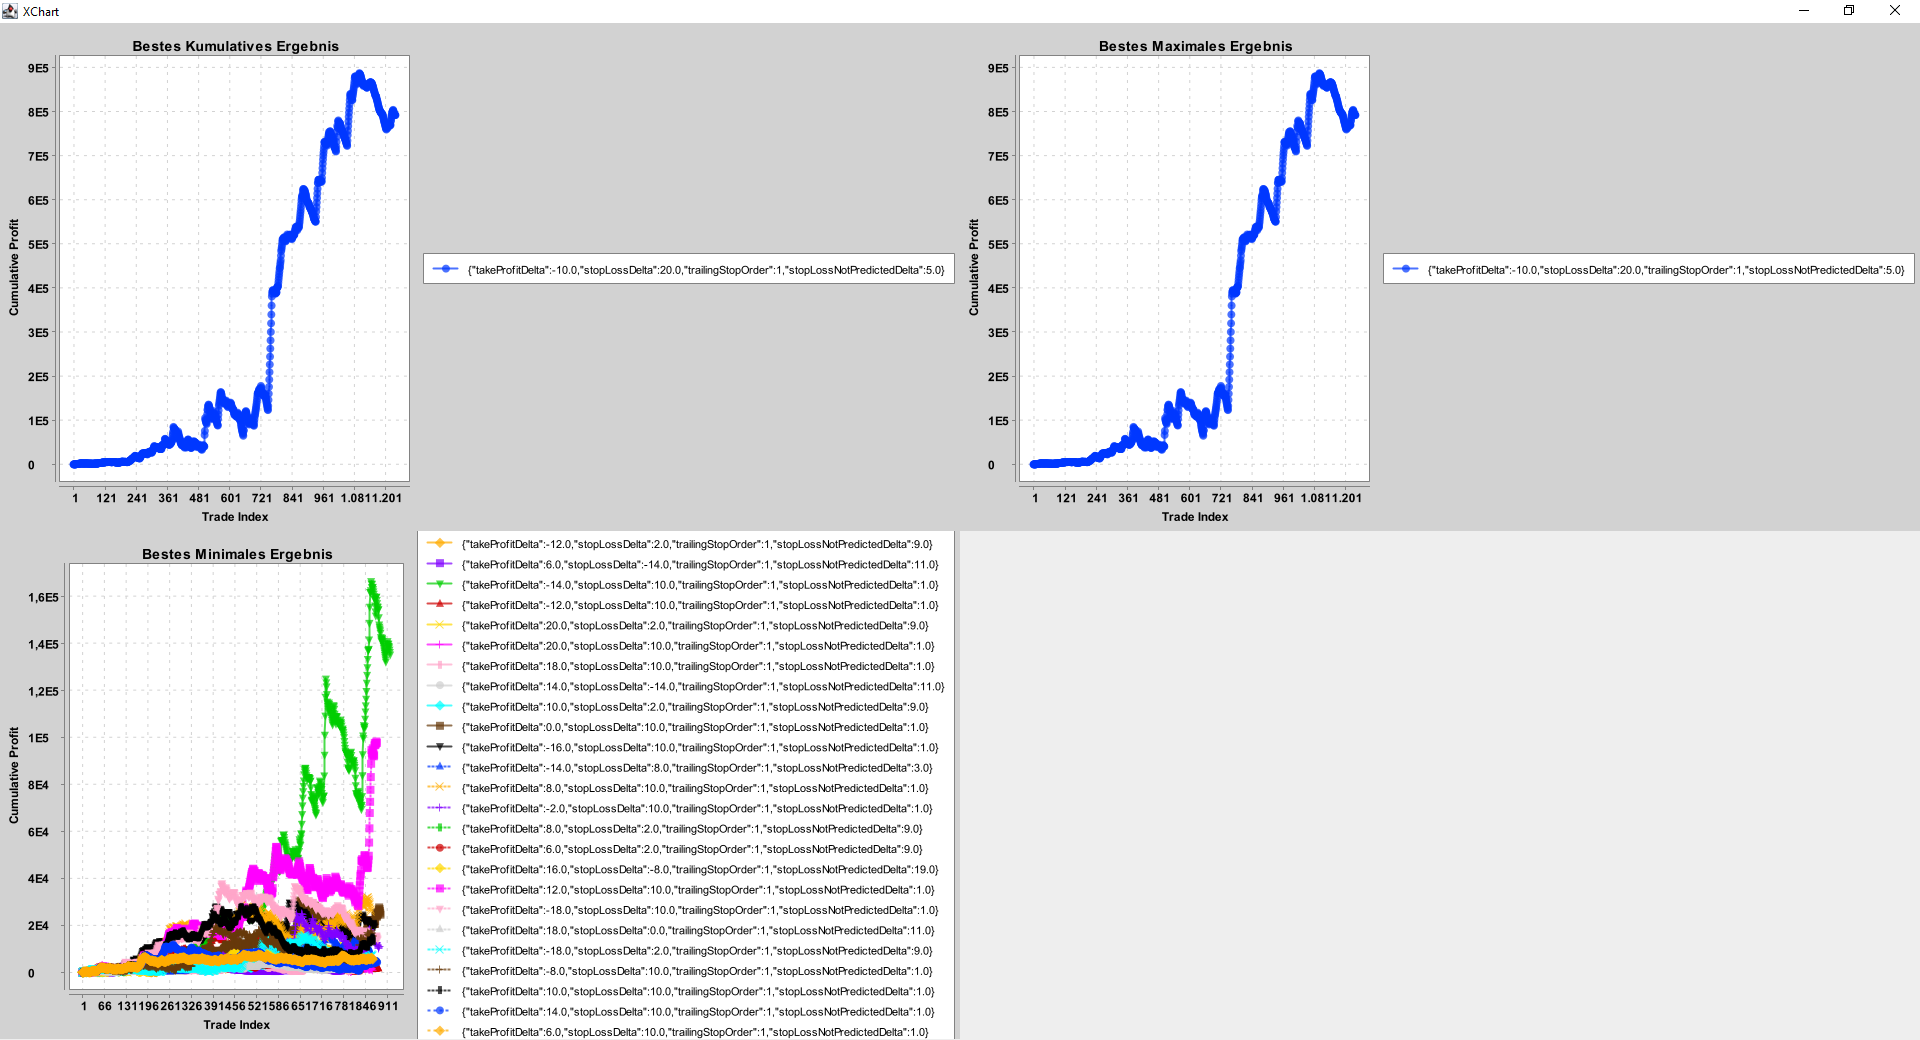 XChart
Bestes Kumulatives Ergebnis
9E5
8E5
7E5
6E5
5E5
4E5
3E5
2E5
1E5
0
Cumulative Profit
1 121 241 361 481 601 721 841 961 1.081 1.201
Trade Index
{"takeProfitDelta":-10.0,"stopLossDelta":20.0,"trailingStopOrder":1,"stopLossNotPredictedDelta":5.0}
Bestes Maximales Ergebnis
9E5
8E5
7E5
6E5
5E5
4E5
3E5
2E5
1E5
0
Cumulative Profit
1 121 241 361 481 601 721 841 961 1.081 1.201
Trade Index
{"takeProfitDelta":-10.0,"stopLossDelta":20.0,"trailingStopOrder":1,"stopLossNotPredictedDelta":5.0}
Bestes Minimales Ergebnis
1,6E5
1,4E5
1,2E5
1E5
8E4
6E4
4E4
2E4
0
Cumulative Profit
1 66 131 196 261 326 391 456 521 586 651 716 781 846 911
Trade Index
{"takeProfitDelta":-12.0,"stopLossDelta":2.0,"trailingStopOrder":1,"stopLossNotPredictedDelta":9.0}
{"takeProfitDelta":6.0,"stopLossDelta":-14.0,"trailingStopOrder":1,"stopLossNotPredictedDelta":11.0}
{"takeProfitDelta":-14.0,"stopLossDelta":10.0,"trailingStopOrder":1,"stopLossNotPredictedDelta":1.0}
{"takeProfitDelta":-12.0,"stopLossDelta":10.0,"trailingStopOrder":1,"stopLossNotPredictedDelta":1.0}
{"takeProfitDelta":20.0,"stopLossDelta":2.0,"trailingStopOrder":1,"stopLossNotPredictedDelta":9.0}
{"takeProfitDelta":20.0,"stopLossDelta":10.0,"trailingStopOrder":1,"stopLossNotPredictedDelta":1.0}
{"takeProfitDelta":18.0,"stopLossDelta":10.0,"trailingStopOrder":1,"stopLossNotPredictedDelta":1.0}
{"takeProfitDelta":14.0,"stopLossDelta":-14.0,"trailingStopOrder":1,"stopLossNotPredictedDelta":11.0}
{"takeProfitDelta":10.0,"stopLossDelta":2.0,"trailingStopOrder":1,"stopLossNotPredictedDelta":9.0}
{"takeProfitDelta":0.0,"stopLossDelta":10.0,"trailingStopOrder":1,"stopLossNotPredictedDelta":1.0}
{"takeProfitDelta":-16.0,"stopLossDelta":10.0,"trailingStopOrder":1,"stopLossNotPredictedDelta":1.0}
{"takeProfitDelta":-14.0,"stopLossDelta":8.0,"trailingStopOrder":1,"stopLossNotPredictedDelta":3.0}
{"takeProfitDelta":8.0,"stopLossDelta":10.0,"trailingStopOrder":1,"stopLossNotPredictedDelta":1.0}
{"takeProfitDelta":-2.0,"stopLossDelta":10.0,"trailingStopOrder":1,"stopLossNotPredictedDelta":1.0}
{"takeProfitDelta":8.0,"stopLossDelta":2.0,"trailingStopOrder":1,"stopLossNotPredictedDelta":9.0}
{"takeProfitDelta":6.0,"stopLossDelta":2.0,"trailingStopOrder":1,"stopLossNotPredictedDelta":9.0}
{"takeProfitDelta":16.0,"stopLossDelta":-8.0,"trailingStopOrder":1,"stopLossNotPredictedDelta":19.0}
{"takeProfitDelta":12.0,"stopLossDelta":10.0,"trailingStopOrder":1,"stopLossNotPredictedDelta":1.0}
{"takeProfitDelta":-18.0,"stopLossDelta":10.0,"trailingStopOrder":1,"stopLossNotPredictedDelta":1.0}
{"takeProfitDelta":18.0,"stopLossDelta":0.0,"trailingStopOrder":1,"stopLossNotPredictedDelta":11.0}
{"takeProfitDelta":-18.0,"stopLossDelta":2.0,"trailingStopOrder":1,"stopLossNotPredictedDelta":9.0}
{"takeProfitDelta":-8.0,"stopLossDelta":10.0,"trailingStopOrder":1,"stopLossNotPredictedDelta":1.0}
{"takeProfitDelta":10.0,"stopLossDelta":10.0,"trailingStopOrder":1,"stopLossNotPredictedDelta":1.0}
{"takeProfitDelta":14.0,"stopLossDelta":10.0,"trailingStopOrder":1,"stopLossNotPredictedDelta":1.0}
{"takeProfitDelta":6.0,"stopLossDelta":10.0,"trailingStopOrder":1,"stopLossNotPredictedDelta":1.0}